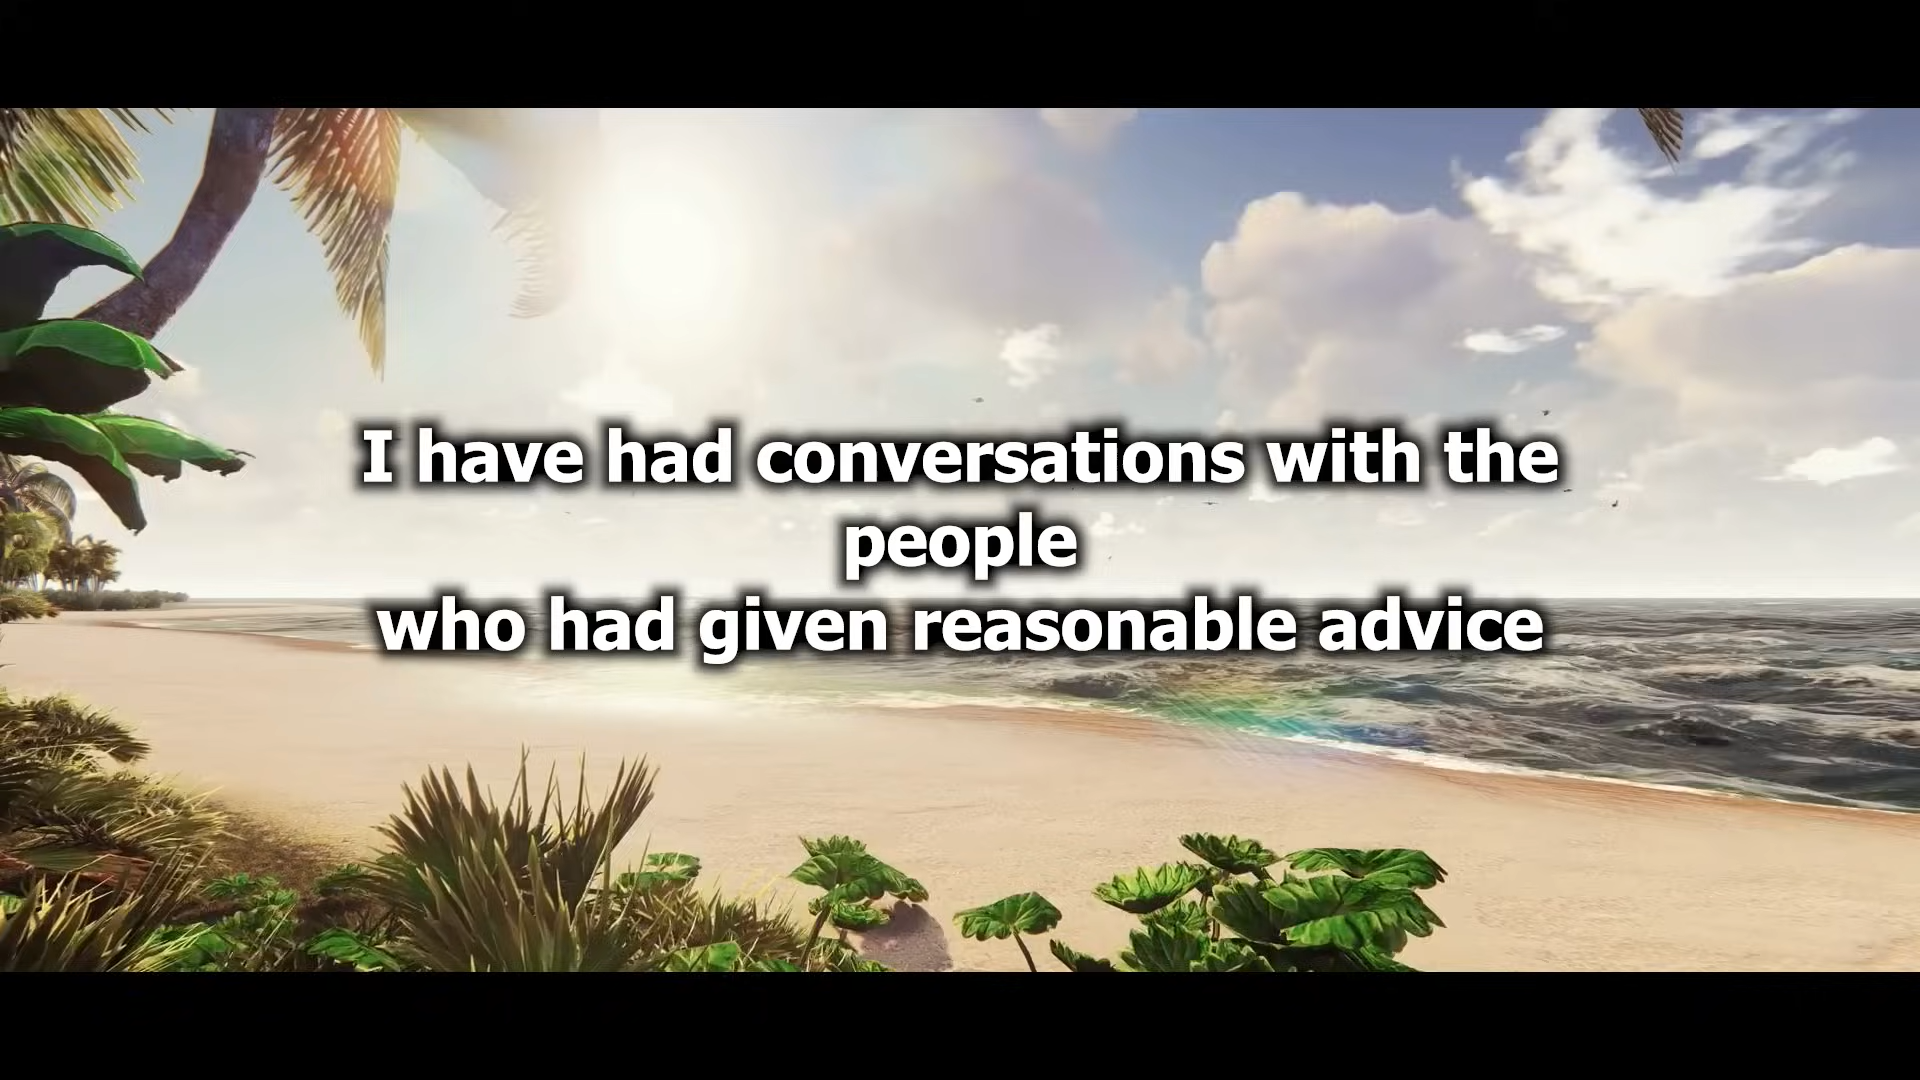 I have had conversations with the
people
who had given reasonable advice